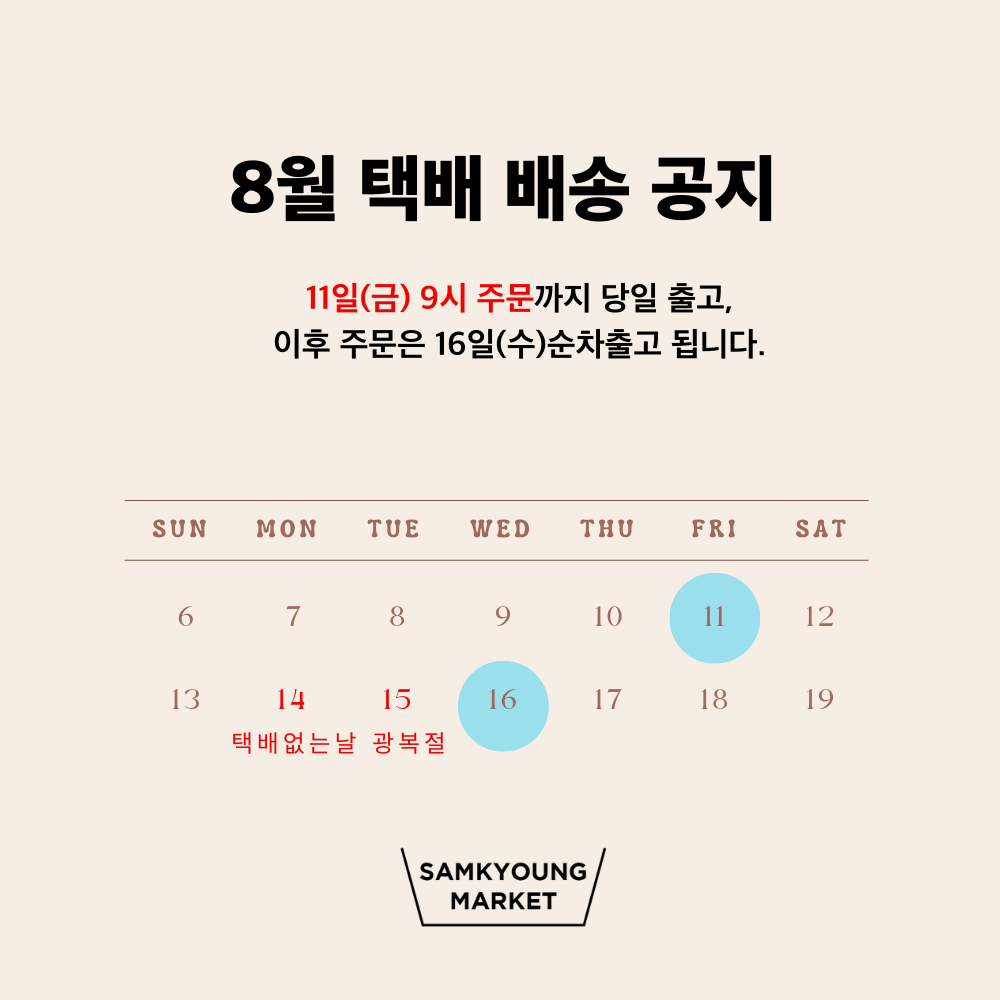 8월 택배 배송 공지
11일(금) 9시 주문까지 당일 출고,
이후 주문은 16일(수)순차출고 됩니다.
SUN MON TUE WED THU FRI SAT
6 7 8 9 10 11 12
13 14 15 16 17 18 19
택배없는날 광복절
SAMKYOUNG
MARKET